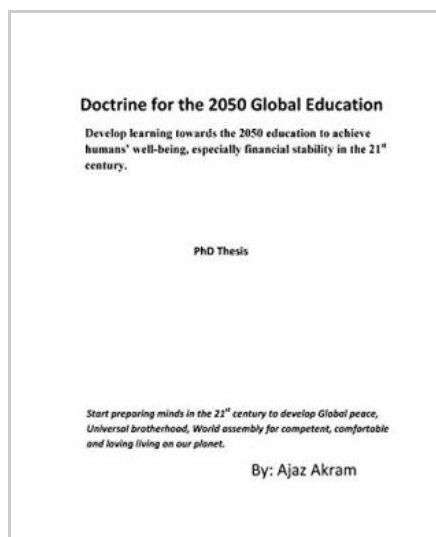 Doctrine for the 2050 Global Education
Develop learning towards the 2050 education to achieve
humans' well-being, especially financial stability in the 21st
century.
PhD Thesis
Start preparing minds in the 21st century to develop Global peace,
Universal brotherhood, World assembly for competent, comfortable
and loving living on our planet.
By: Ajaz Akram